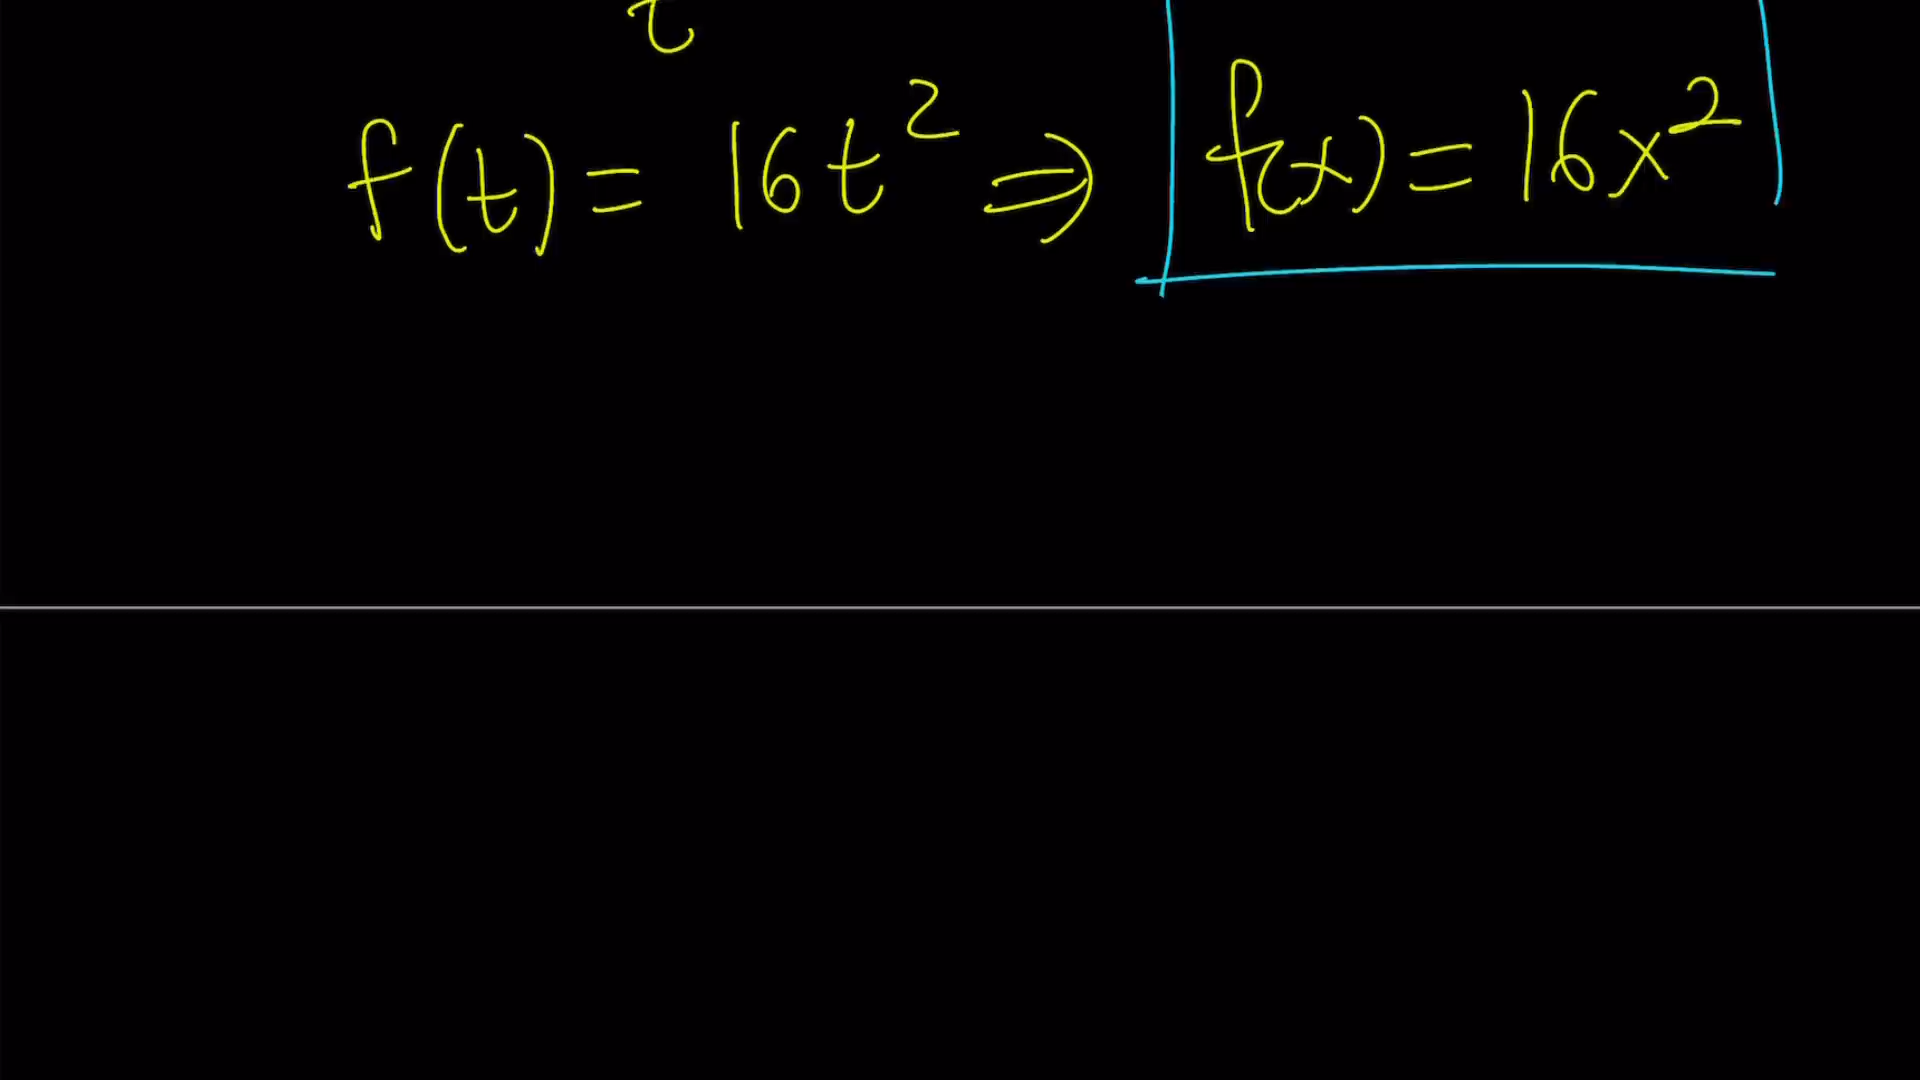 f(t) = 16t² ⇒ f(x) = 16x²